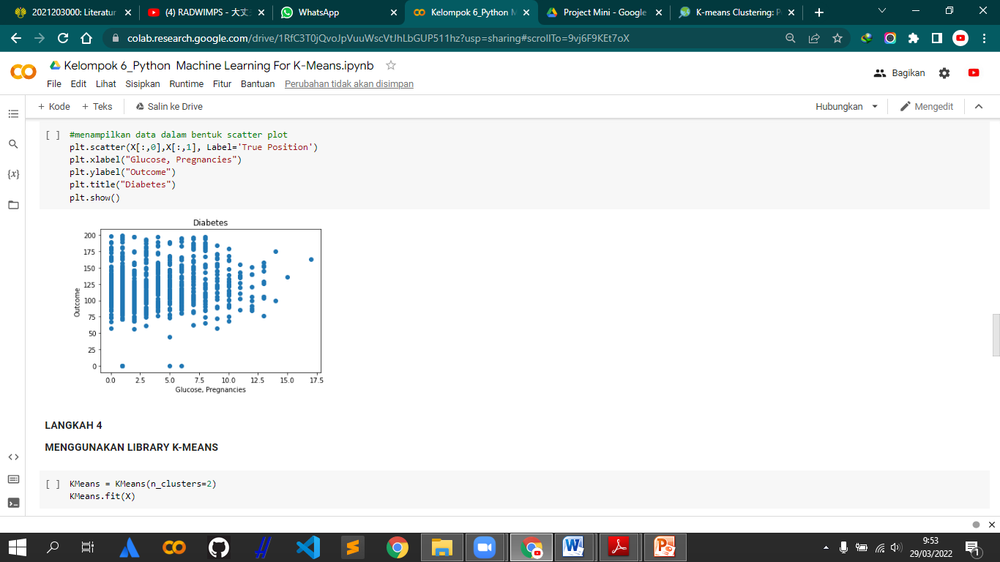 2021203000: Literatur
(4) RADWIMPS - 大丈
WhatsApp
Kelompok 6_Python M
Project Mini - Google
K-means Clustering: P
colab.research.google.com/drive/1RfC3T0jQvoJpVuuWscVtJhLbGUP511hz?usp=sharing#scrollTo=9vj6F9KEt7oX
Kelompok 6_Python Machine Learning For K-Means.ipynb
Bagikan
File Edit Lihat Sisipkan Runtime Fitur Bantuan Perubahan tidak akan disimpan
+ Kode + Teks Salin ke Drive Hubungkan Mengedit
{x}
[ ] #menampilkan data dalam bentuk scatter plot
plt.scatter(X[:,0],X[:,1], Label='True Position')
plt.xlabel("Glucose, Pregnancies")
plt.ylabel("Outcome")
plt.title("Diabetes")
plt.show()
Diabetes
200
175
150
125
100
75
50
25
0
Outcome
0.0 2.5 5.0 7.5 10.0 12.5 15.0 17.5
Glucose, Pregnancies
LANGKAH 4
MENGGUNAKAN LIBRARY K-MEANS
[ ] KMeans = KMeans(n_clusters=2)
KMeans.fit(X)
9:53
29/03/2022
1